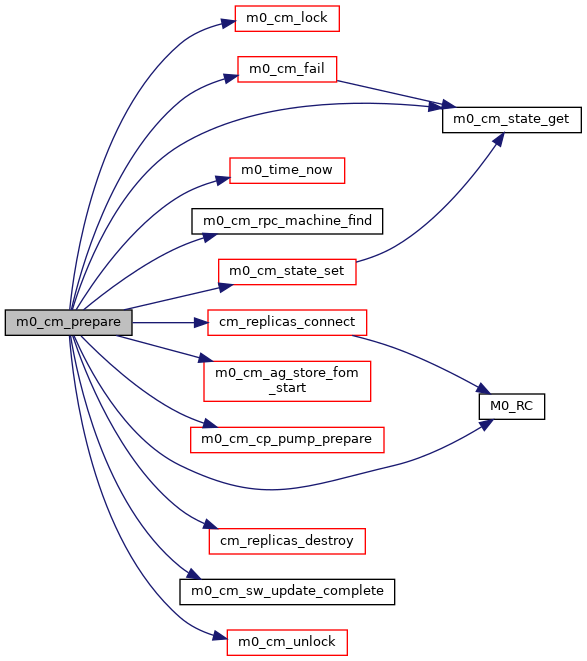 m0_cm_lock
m0_cm_fail
m0_cm_state_get
m0_time_now
m0_cm_rpc_machine_find
m0_cm_state_set
m0_cm_prepare
cm_replicas_connect
m0_cm_ag_store_fom
_start
M0_RC
m0_cm_cp_pump_prepare
cm_replicas_destroy
m0_cm_sw_update_complete
m0_cm_unlock